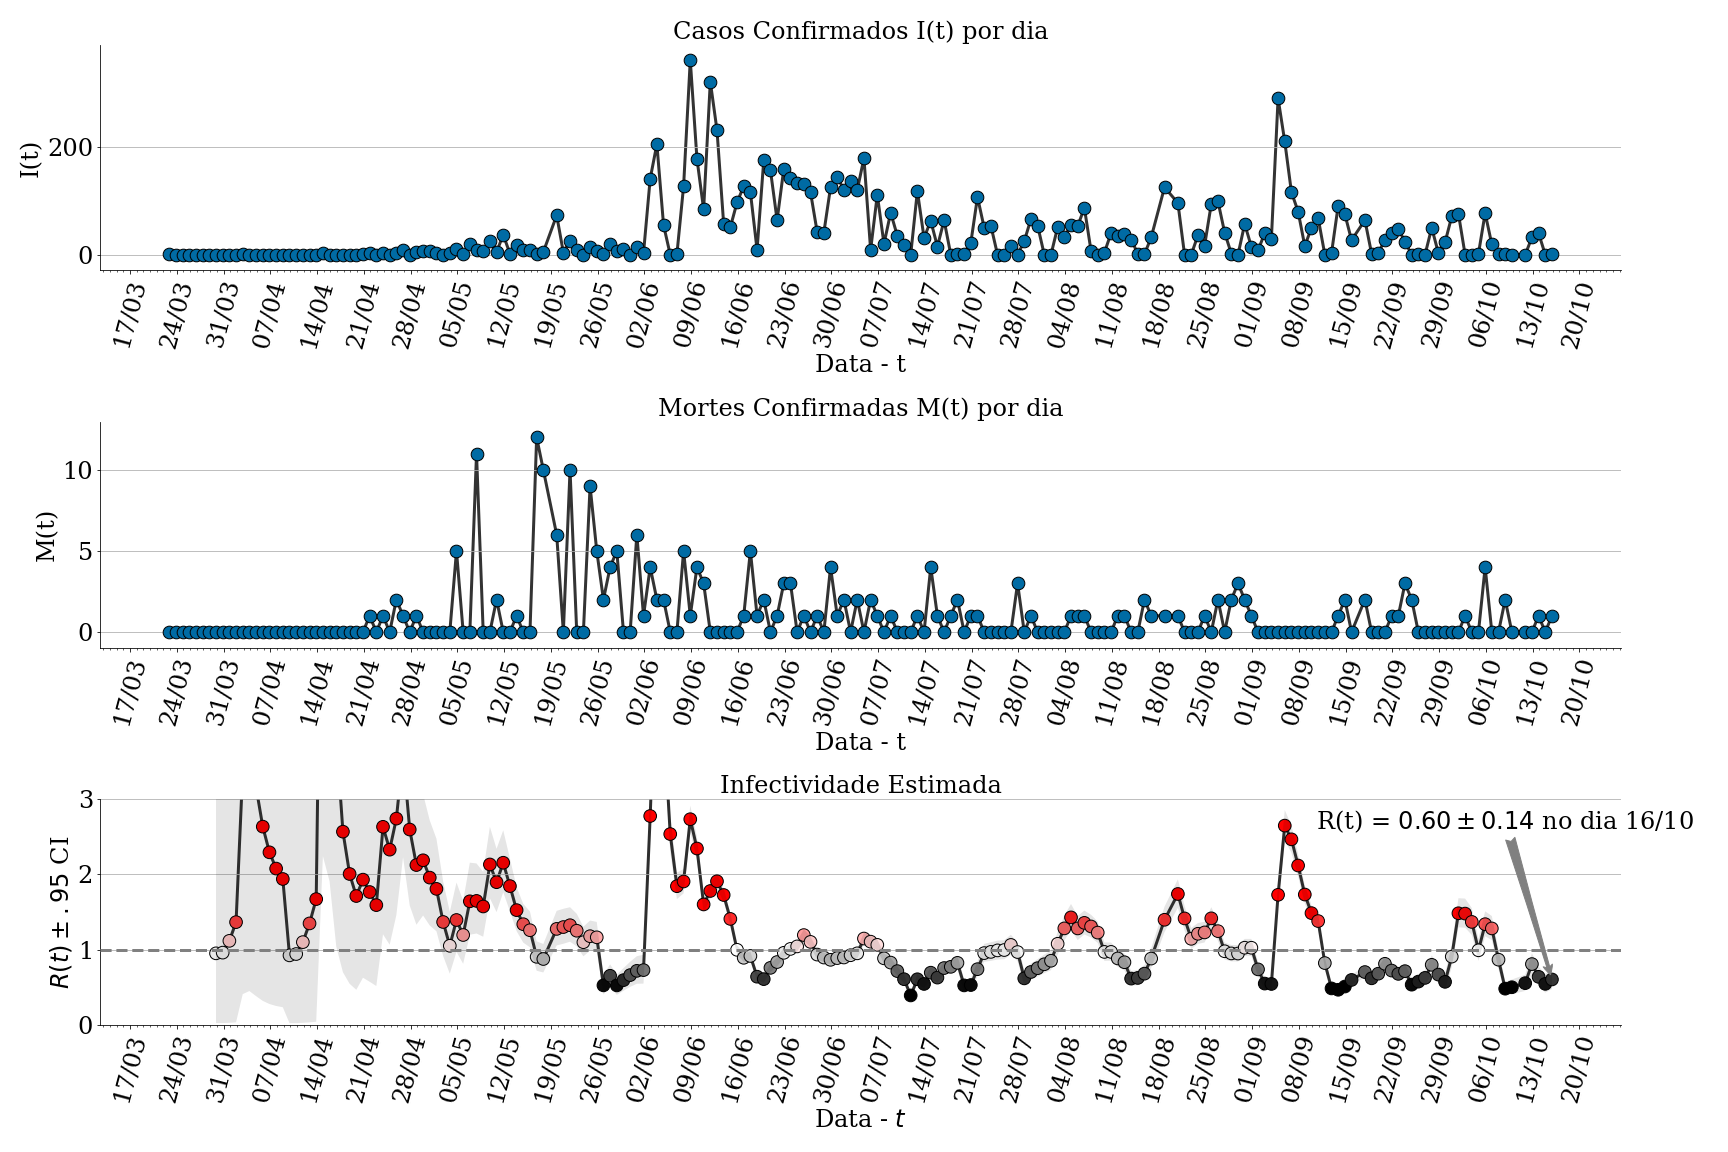 Casos Confirmados I(t) por dia
I(t)
200
0
17/03 24/03 31/03 07/04 14/04 21/04 28/04 05/05 12/05 19/05 26/05 02/06 09/06 16/06 23/06 30/06 07/07 14/07 21/07 28/07 04/08 11/08 18/08 25/08 01/09 08/09 15/09 22/09 29/09 06/10 13/10 20/10
Data - t
Mortes Confirmadas M(t) por dia
M(t)
10
5
0
17/03 24/03 31/03 07/04 14/04 21/04 28/04 05/05 12/05 19/05 26/05 02/06 09/06 16/06 23/06 30/06 07/07 14/07 21/07 28/07 04/08 11/08 18/08 25/08 01/09 08/09 15/09 22/09 29/09 06/10 13/10 20/10
Data - t
Infectividade Estimada
R(t) ± .95 CI
3
2
1
0
R(t) = 0.60 ± 0.14 no dia 16/10
17/03 24/03 31/03 07/04 14/04 21/04 28/04 05/05 12/05 19/05 26/05 02/06 09/06 16/06 23/06 30/06 07/07 14/07 21/07 28/07 04/08 11/08 18/08 25/08 01/09 08/09 15/09 22/09 29/09 06/10 13/10 20/10
Data - t